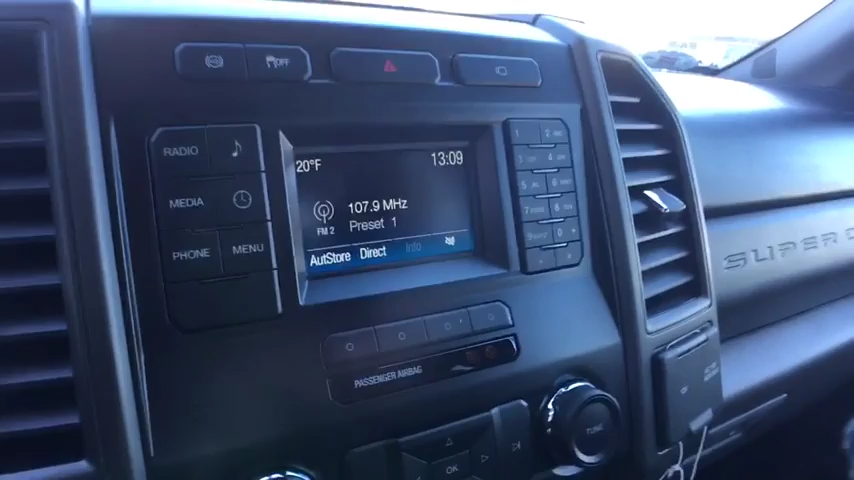 OFF
RADIO
MEDIA
PHONE
MENU
20°F
13:09
FM 2
107.9 MHz
Preset 1
AutStore Direct Info
1
2
3
4
5
6
7
8
9
0
#
PASSENGER AIRBAG
TUNE
OK
SUPER